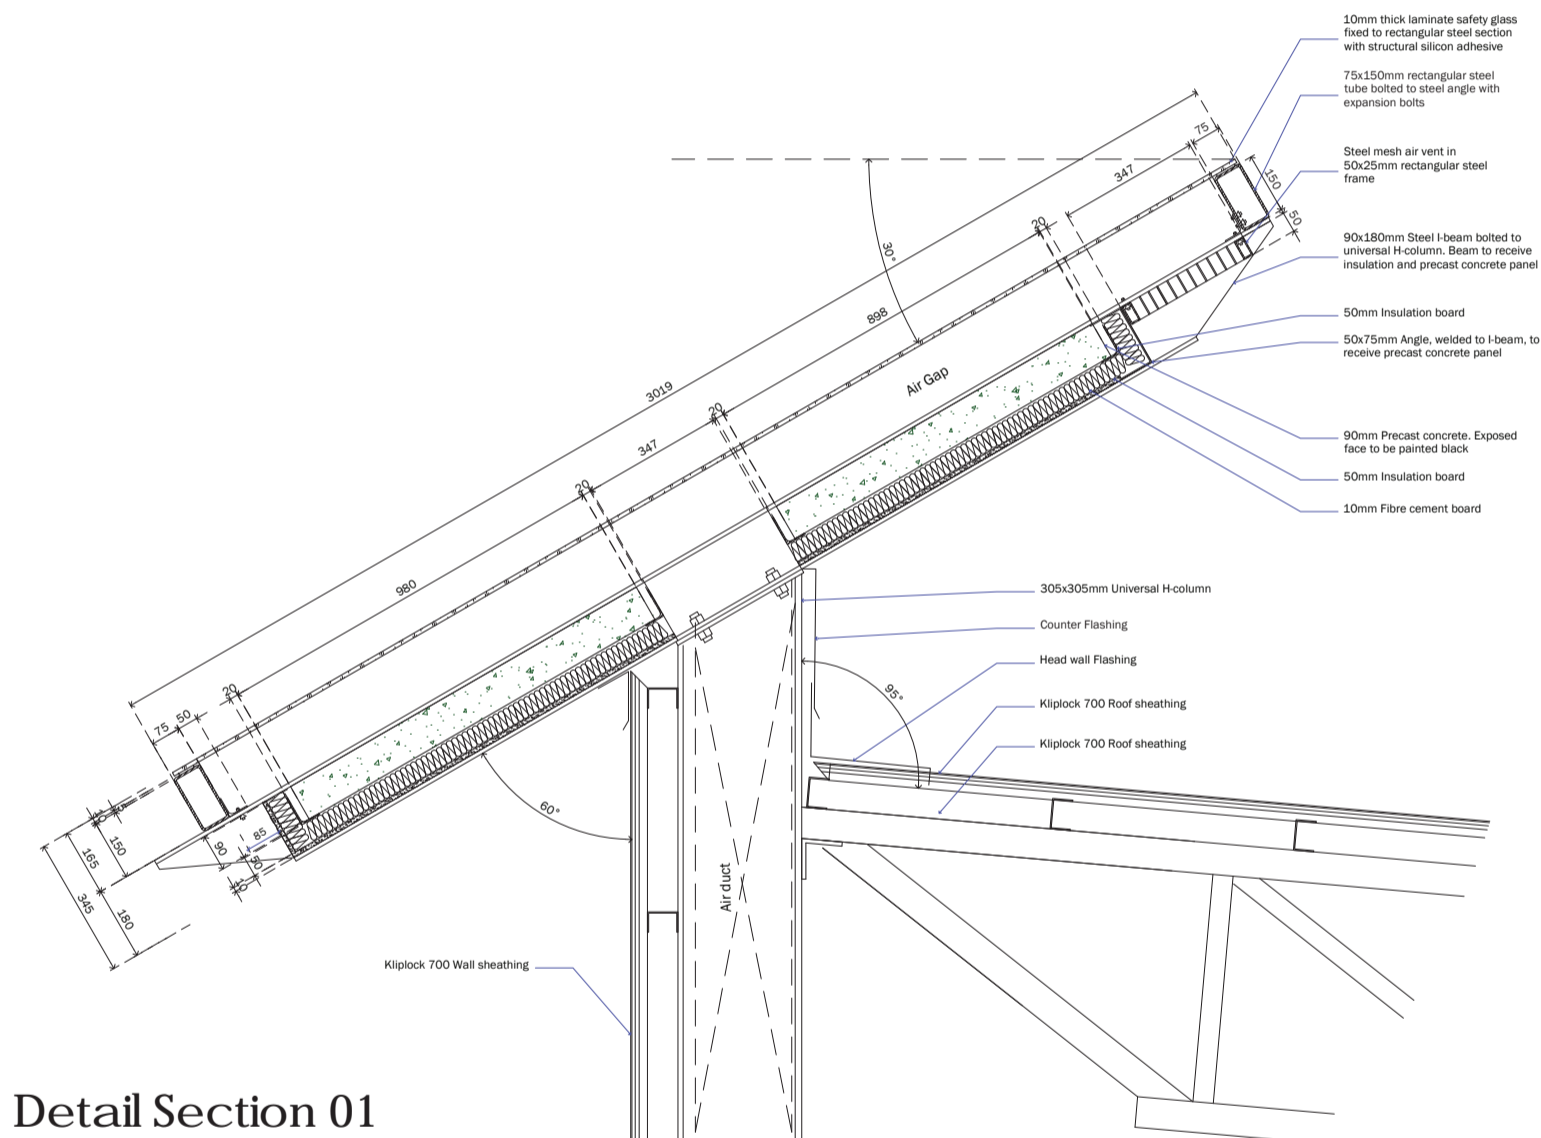 10mm thick laminate safety glass
fixed to rectangular steel section
with structural silicon adhesive
75x150mm rectangular steel
tube bolted to steel angle with
expansion bolts
Steel mesh air vent in
50x25mm rectangular steel
frame
90x180mm Steel I-beam bolted to
universal H-column. Beam to receive
insulation and precast concrete panel
50mm Insulation board
50x75mm Angle, welded to I-beam, to
receive precast concrete panel
90mm Precast concrete. Exposed
face to be painted black
50mm Insulation board
10mm Fibre cement board
75
150
50
347
20
30°
898
Air Gap
3019
20
347
20
980
20
50
75
150
165
345
180
85
90
50
10
60°
305x305mm Universal H-column
Counter Flashing
Head wall Flashing
95°
Kliplock 700 Roof sheathing
Kliplock 700 Roof sheathing
Air duct
Kliplock 700 Wall sheathing
Detail Section 01